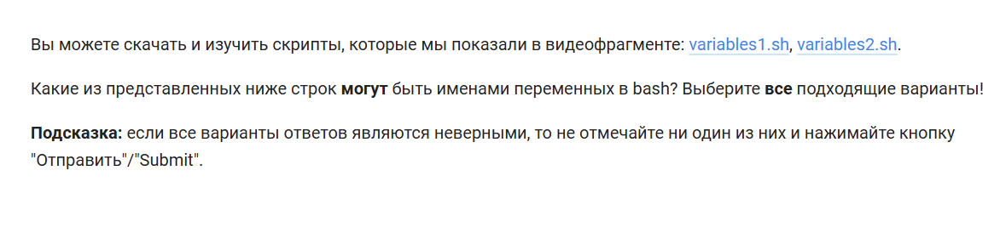 Вы можете скачать и изучить скрипты, которые мы показали в видеофрагменте: variables1.sh, variables2.sh.
Какие из представленных ниже строк могут быть именами переменных в bash? Выберите все подходящие варианты!
Подсказка: если все варианты ответов являются неверными, то не отмечайте ни один из них и нажимайте кнопку
"Отправить"/"Submit".